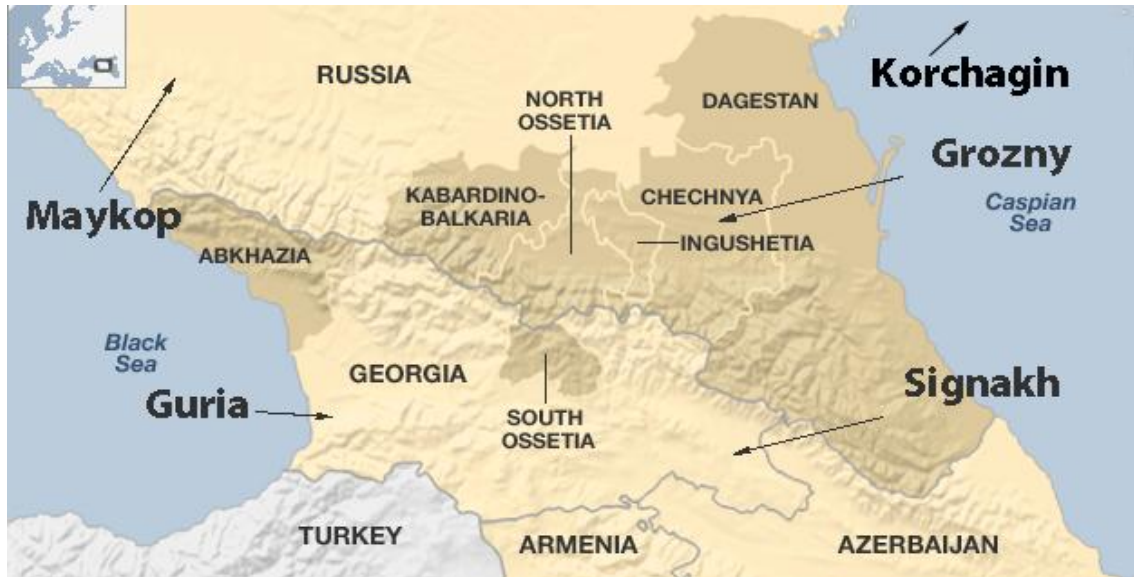 RUSSIA
Korchagin
NORTH
OSSETIA
DAGESTAN
Grozny
Maykop
KABARDINO-
BALKARIA
CHECHNYA
Caspian
Sea
INGUSHETIA
ABKHAZIA
Black
Sea
GEORGIA
Signakh
Guria
SOUTH
OSSETIA
TURKEY
ARMENIA
AZERBAIJAN